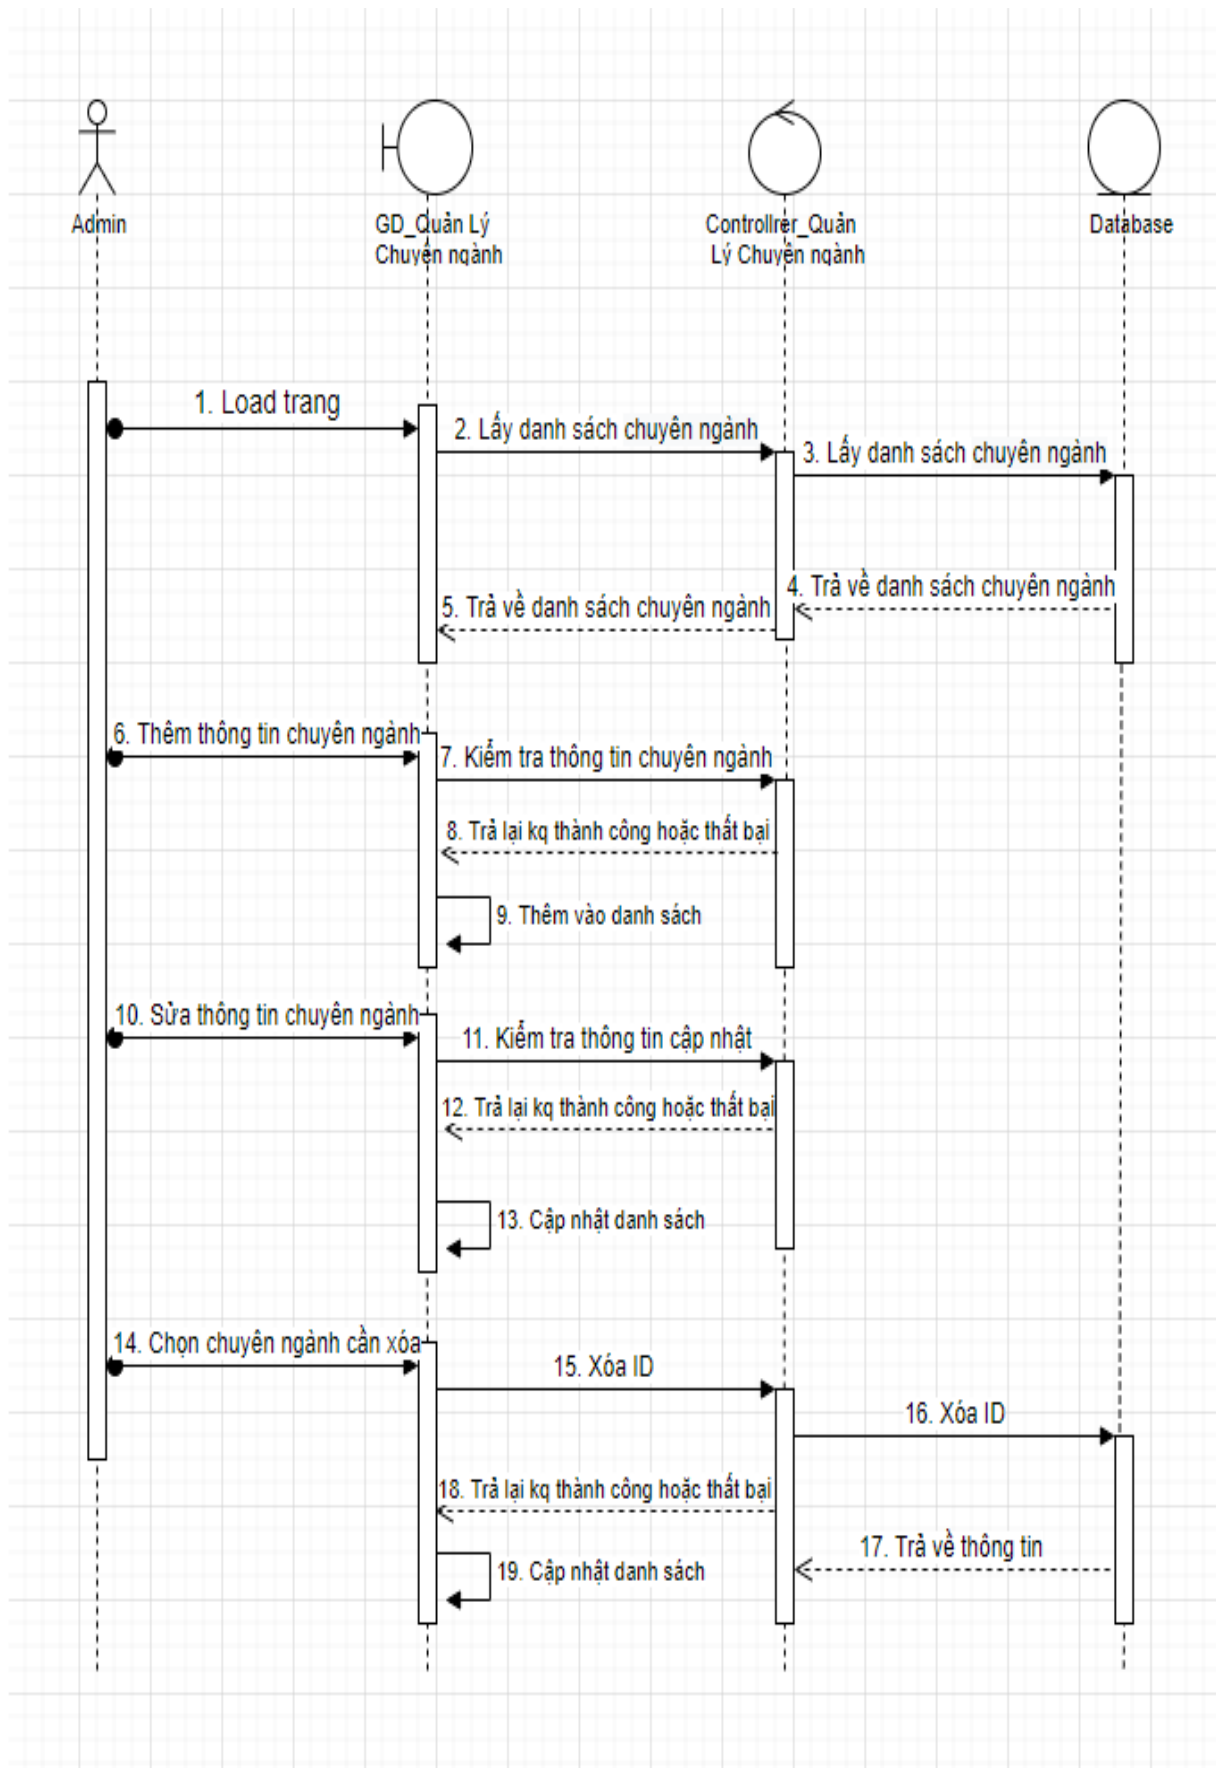 Admin
GD_Quản Lý
Chuyên ngành
Controllrer_Quản
Lý Chuyên ngành
Database
1. Load trang
2. Lấy danh sách chuyên ngành
3. Lấy danh sách chuyên ngành
4. Trả về danh sách chuyên ngành
5. Trả về danh sách chuyên ngành
6. Thêm thông tin chuyên ngành
7. Kiểm tra thông tin chuyên ngành
8. Trả lại kq thành công hoặc thất bại
9. Thêm vào danh sách
10. Sửa thông tin chuyên ngành
11. Kiểm tra thông tin cập nhật
12. Trả lại kq thành công hoặc thất bại
13. Cập nhật danh sách
14. Chọn chuyên ngành cần xóa
15. Xóa ID
16. Xóa ID
18. Trả lại kq thành công hoặc thất bại
17. Trả về thông tin
19. Cập nhật danh sách